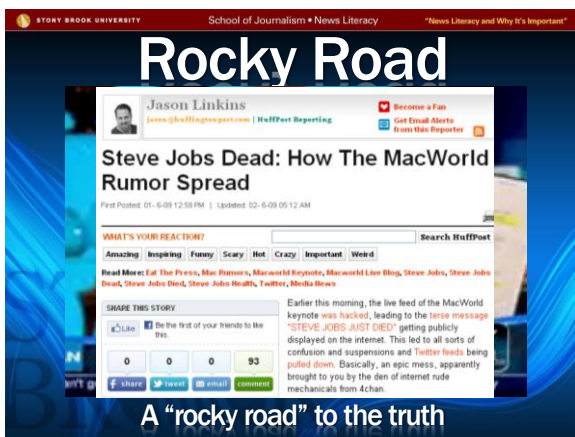 STONY BROOK UNIVERSITY
School of Journalism • News Literacy
"News Literacy and Why It's Important"
Rocky Road
Jason Linkins
jason@huffingtonpost.com | HuffPost Reporting
Become a Fan
Get Email Alerts
from this Reporter
Steve Jobs Dead: How The MacWorld
Rumor Spread
First Posted: 01-6-09 12:59 PM | Updated: 02-6-09 05:12 AM
WHAT'S YOUR REACTION?
Search HuffPost
Amazing Inspiring Funny Scary Hot Crazy Important Weird
Read More: Eat The Press, Mac Rumors, Macworld Keynote, Macworld Live Blog, Steve Jobs, Steve Jobs
Dead, Steve Jobs Died, Steve Jobs Health, Twitter, Media News
SHARE THIS STORY
Like
Be the first of your friends to like
this.
0 0 0 93
share tweet email comment
Earlier this morning, the live feed of the MacWorld
keynote was hacked, leading to the terse message
"STEVE JOBS JUST DIED" getting publicly
displayed on the internet. This led to all sorts of
confusion and suspensions and Twitter feeds being
pulled down. Basically, an epic mess, apparently
brought to you by the den of internet rude
mechanicals from 4chan.
A "rocky road" to the truth